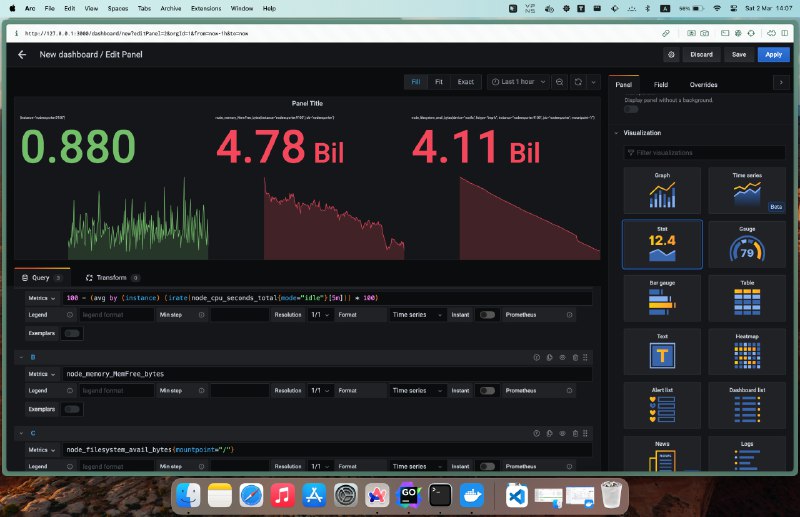 Arc File Edit View Spaces Tabs Archive Extensions Window Help
56% Sat 2 Mar 14:07
http://127.0.0.1:3000/dashboard/new?editPanel=2&orgId=1&from=now-1h&to=now
New dashboard / Edit Panel
Discard Save Apply
Fill Fit Exact Last 1 hour
Panel Field Overrides
Display panel without a background.
Panel Title
0.880 4.78 Bil 4.11 Bil
Visualization
Filter visualizations
Graph Time series
Beta
Stat Gauge
12.4 79
Bar gauge Table
Text Heatmap
T
Alert list Dashboard list
News Logs
Query 3 Transform 0
Metrics 100 - (avg by (instance) (irate(node_cpu_seconds_total{mode="idle"}[5m])) * 100)
Legend legend format Min step Resolution 1/1 Format Time series Instant Prometheus
Exemplars
B
Metrics node_memory_MemFree_bytes
Legend legend format Min step Resolution 1/1 Format Time series Instant Prometheus
Exemplars
C
Metrics node_filesystem_avail_bytes{mountpoint="/"}
Legend legend format Min step Resolution 1/1 Format Time series Instant Prometheus
GO